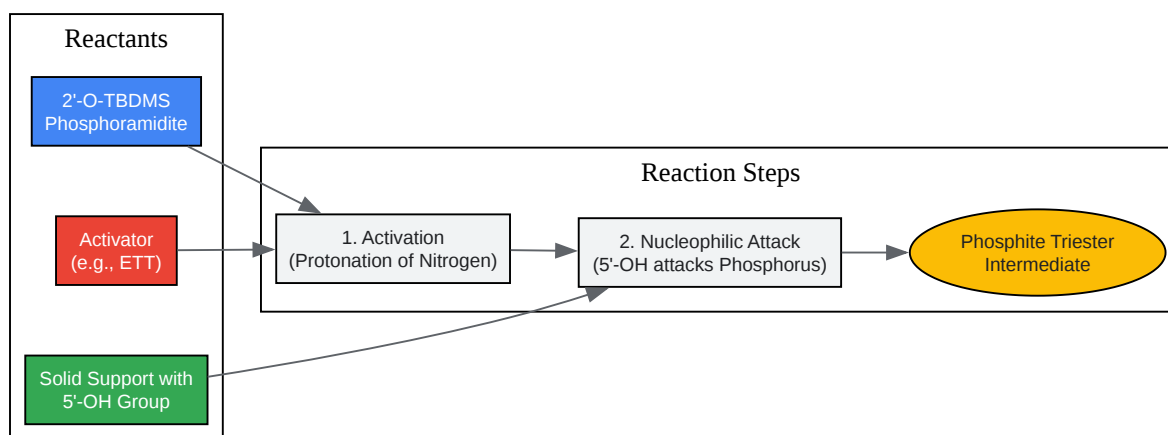 Reactants
2'-O-TBDMS
Phosphoramidite
Activator
(e.g., ETT)
Solid Support with
5'-OH Group
Reaction Steps
1. Activation
(Protonation of Nitrogen)
2. Nucleophilic Attack
(5'-OH attacks Phosphorus)
Phosphite Triester
Intermediate